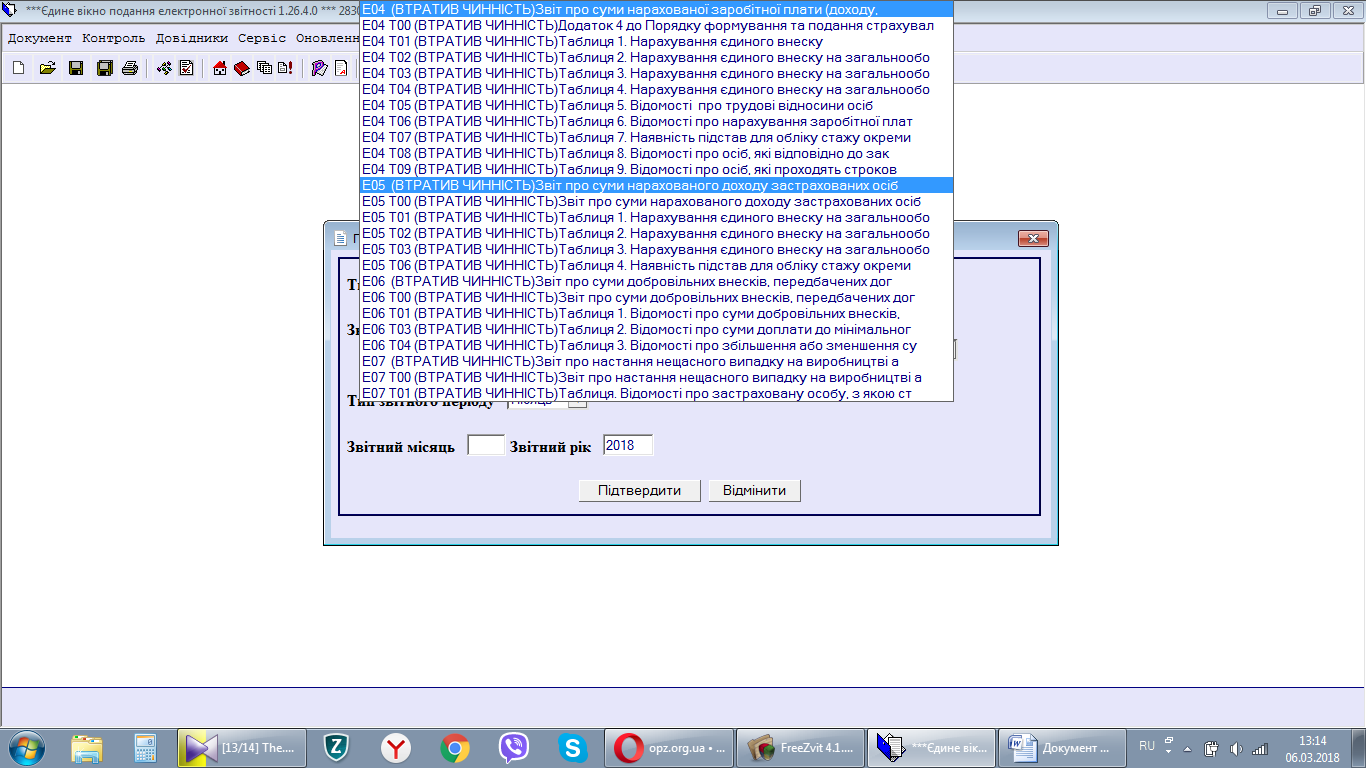 ***Єдине вікно подання електронної звітності 1.26.4.0 *** 2830
Документ Контроль Довідники Сервіс Оновленн
E04 (ВТРАТИВ ЧИННІСТЬ)Звіт про суми нарахованої заробітної плати (доходу,
E04 T00 (ВТРАТИВ ЧИННІСТЬ)Додаток 4 до Порядку формування та подання страхувал
E04 T01 (ВТРАТИВ ЧИННІСТЬ)Таблиця 1. Нарахування єдиного внеску
E04 T02 (ВТРАТИВ ЧИННІСТЬ)Таблиця 2. Нарахування єдиного внеску на загальнообо
E04 T03 (ВТРАТИВ ЧИННІСТЬ)Таблиця 3. Нарахування єдиного внеску на загальнообо
E04 T04 (ВТРАТИВ ЧИННІСТЬ)Таблиця 4. Нарахування єдиного внеску на загальнообо
E04 T05 (ВТРАТИВ ЧИННІСТЬ)Таблиця 5. Відомості про трудові відносини осіб
E04 T06 (ВТРАТИВ ЧИННІСТЬ)Таблиця 6. Відомості про нарахування заробітної плат
E04 T07 (ВТРАТИВ ЧИННІСТЬ)Таблиця 7. Наявність підстав для обліку стажу окреми
E04 T08 (ВТРАТИВ ЧИННІСТЬ)Таблиця 8. Відомості про осіб, які відповідно до зак
E04 T09 (ВТРАТИВ ЧИННІСТЬ)Таблиця 9. Відомості про осіб, які проходять строков
E05 (ВТРАТИВ ЧИННІСТЬ)Звіт про суми нарахованого доходу застрахованих осіб
E05 T00 (ВТРАТИВ ЧИННІСТЬ)Звіт про суми нарахованого доходу застрахованих осіб
E05 T01 (ВТРАТИВ ЧИННІСТЬ)Таблиця 1. Нарахування єдиного внеску на загальнообо
E05 T02 (ВТРАТИВ ЧИННІСТЬ)Таблиця 2. Нарахування єдиного внеску на загальнообо
E05 T03 (ВТРАТИВ ЧИННІСТЬ)Таблиця 3. Нарахування єдиного внеску на загальнообо
E05 T06 (ВТРАТИВ ЧИННІСТЬ)Таблиця 4. Наявність підстав для обліку стажу окреми
E06 (ВТРАТИВ ЧИННІСТЬ)Звіт про суми добровільних внесків, передбачених дог
E06 T00 (ВТРАТИВ ЧИННІСТЬ)Звіт про суми добровільних внесків, передбачених дог
E06 T01 (ВТРАТИВ ЧИННІСТЬ)Таблиця 1. Відомості про суми добровільних внесків,
E06 T03 (ВТРАТИВ ЧИННІСТЬ)Таблиця 2. Відомості про суми доплати до мінімальног
E06 T04 (ВТРАТИВ ЧИННІСТЬ)Таблиця 3. Відомості про збільшення або зменшення су
E07 (ВТРАТИВ ЧИННІСТЬ)Звіт про настання нещасного випадку на виробництві а
E07 T00 (ВТРАТИВ ЧИННІСТЬ)Звіт про настання нещасного випадку на виробництві а
E07 T01 (ВТРАТИВ ЧИННІСТЬ)Таблиця. Відомості про застраховану особу, з якою ст
Тип звітного періоду Місяць
Звітний місяць Звітний рік 2018
Підтвердити Відмінити
[13/14] The.... opz.org.ua • ... FreeZvit 4.1.... ***Єдине вік... Документ ... RU 13:14
06.03.2018